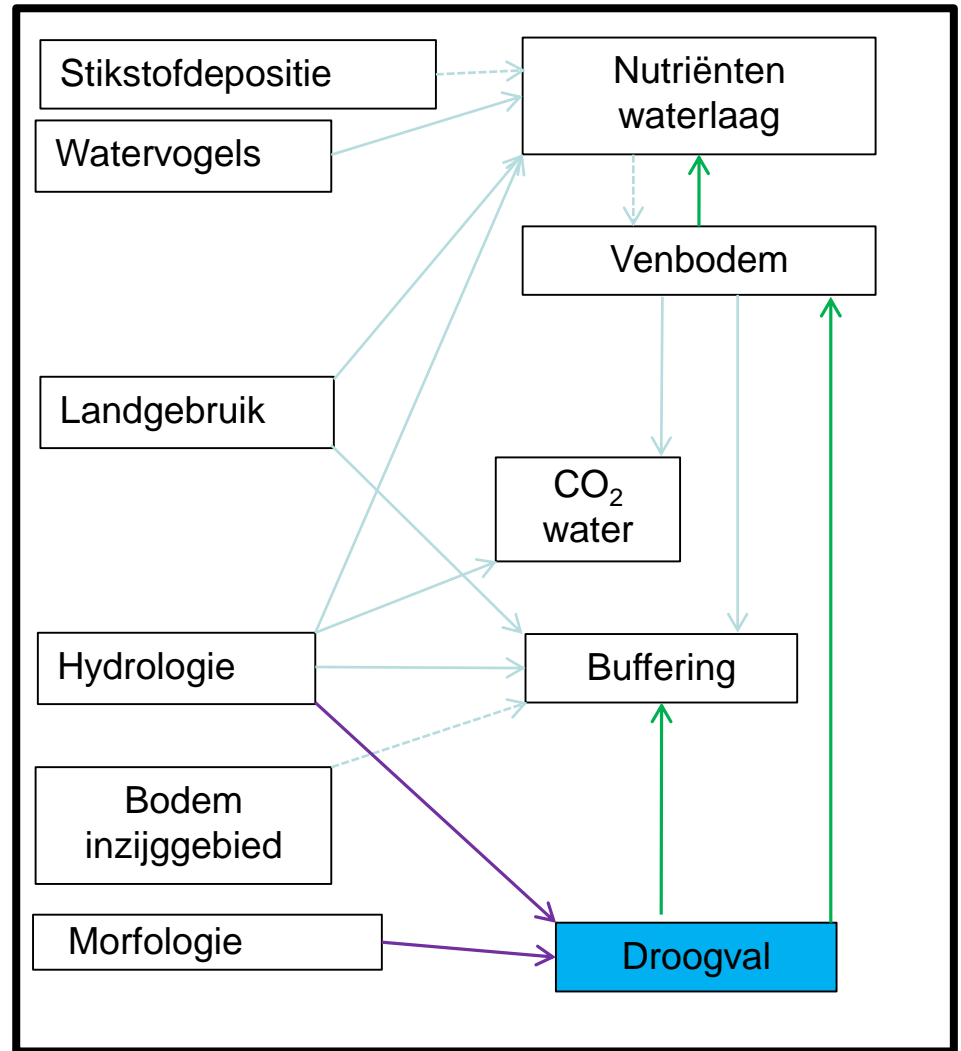 Stikstofdepositie
Nutriënten
waterlaag
Watervogels
Venbodem
Landgebruik
CO₂
water
Hydrologie
Buffering
Bodem
inzijggebied
Morfologie
Droogval